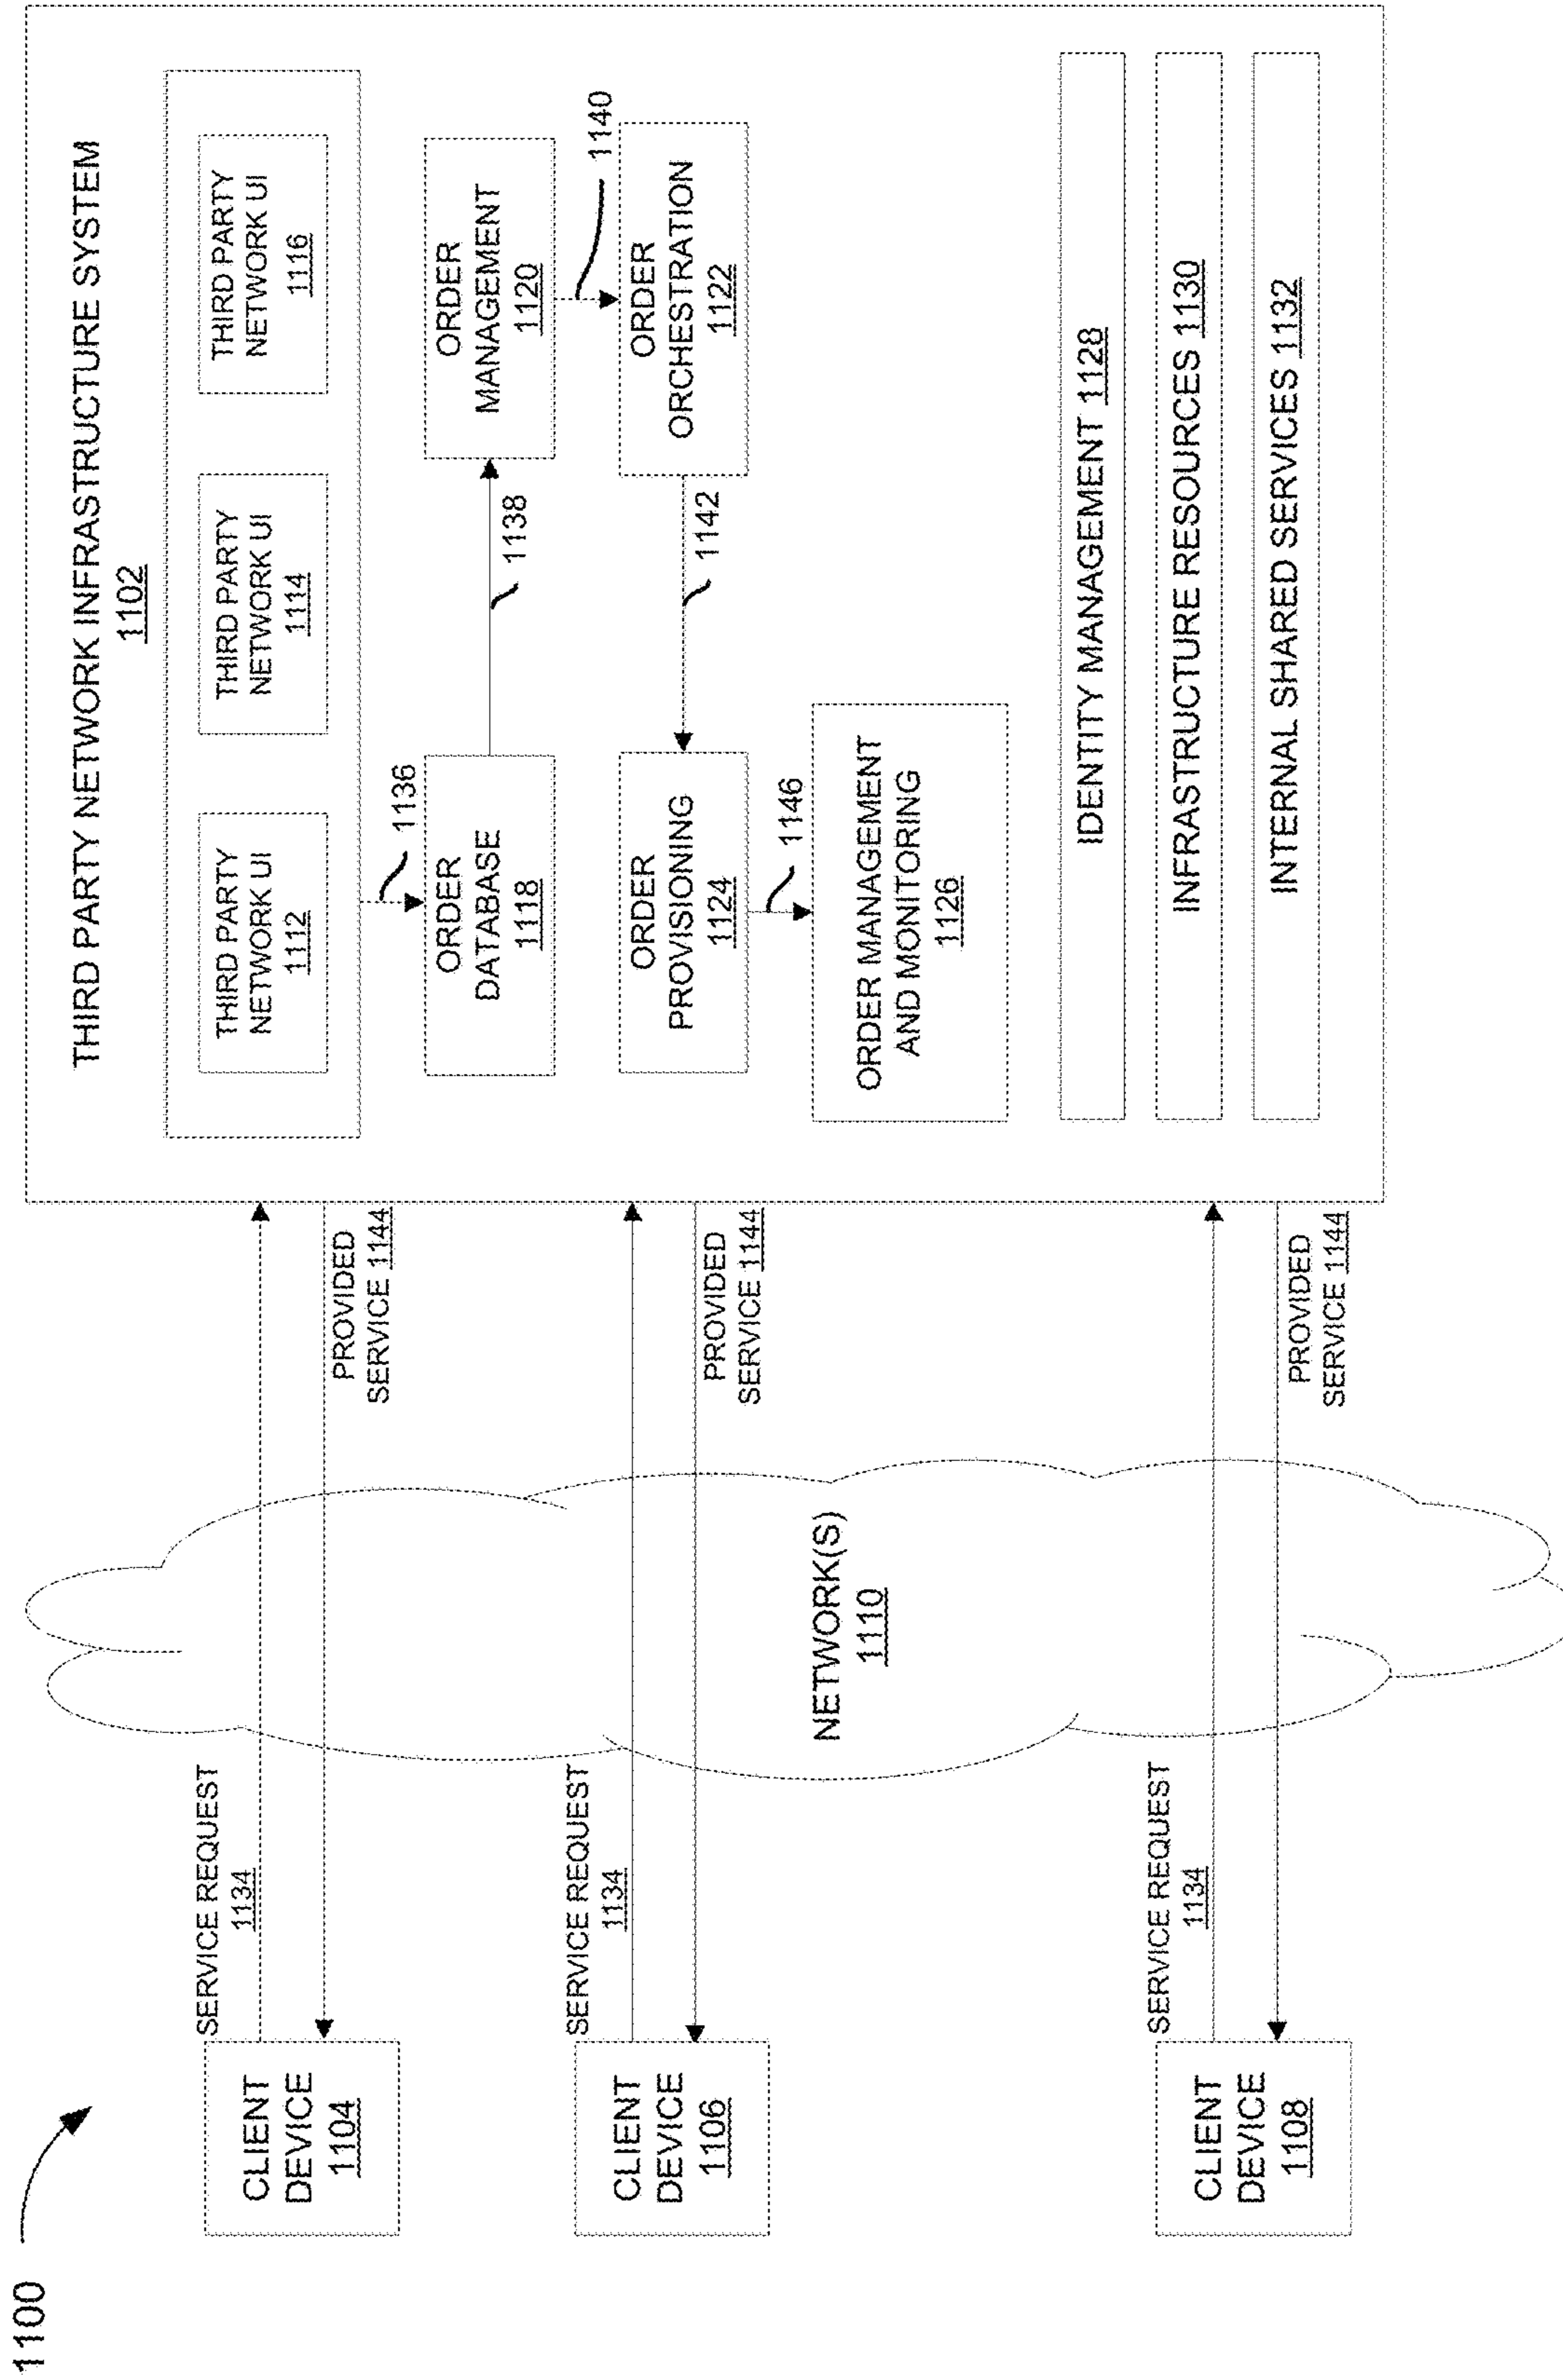 1100
CLIENT
DEVICE
1104
CLIENT
DEVICE
1106
CLIENT
DEVICE
1108
SERVICE REQUEST
1134
SERVICE REQUEST
1134
SERVICE REQUEST
1134
NETWORK(S)
1110
PROVIDED
SERVICE 1144
PROVIDED
SERVICE 1144
PROVIDED
SERVICE 1144
THIRD PARTY NETWORK INFRASTRUCTURE SYSTEM
1102
THIRD PARTY
NETWORK UI
1112
THIRD PARTY
NETWORK UI
1114
THIRD PARTY
NETWORK UI
1116
1136
ORDER
DATABASE
1118
1138
ORDER
MANAGEMENT
1120
1140
ORDER
PROVISIONING
1124
1142
ORDER
ORCHESTRATION
1122
1146
ORDER MANAGEMENT
AND MONITORING
1126
IDENTITY MANAGEMENT 1128
INFRASTRUCTURE RESOURCES 1130
INTERNAL SHARED SERVICES 1132